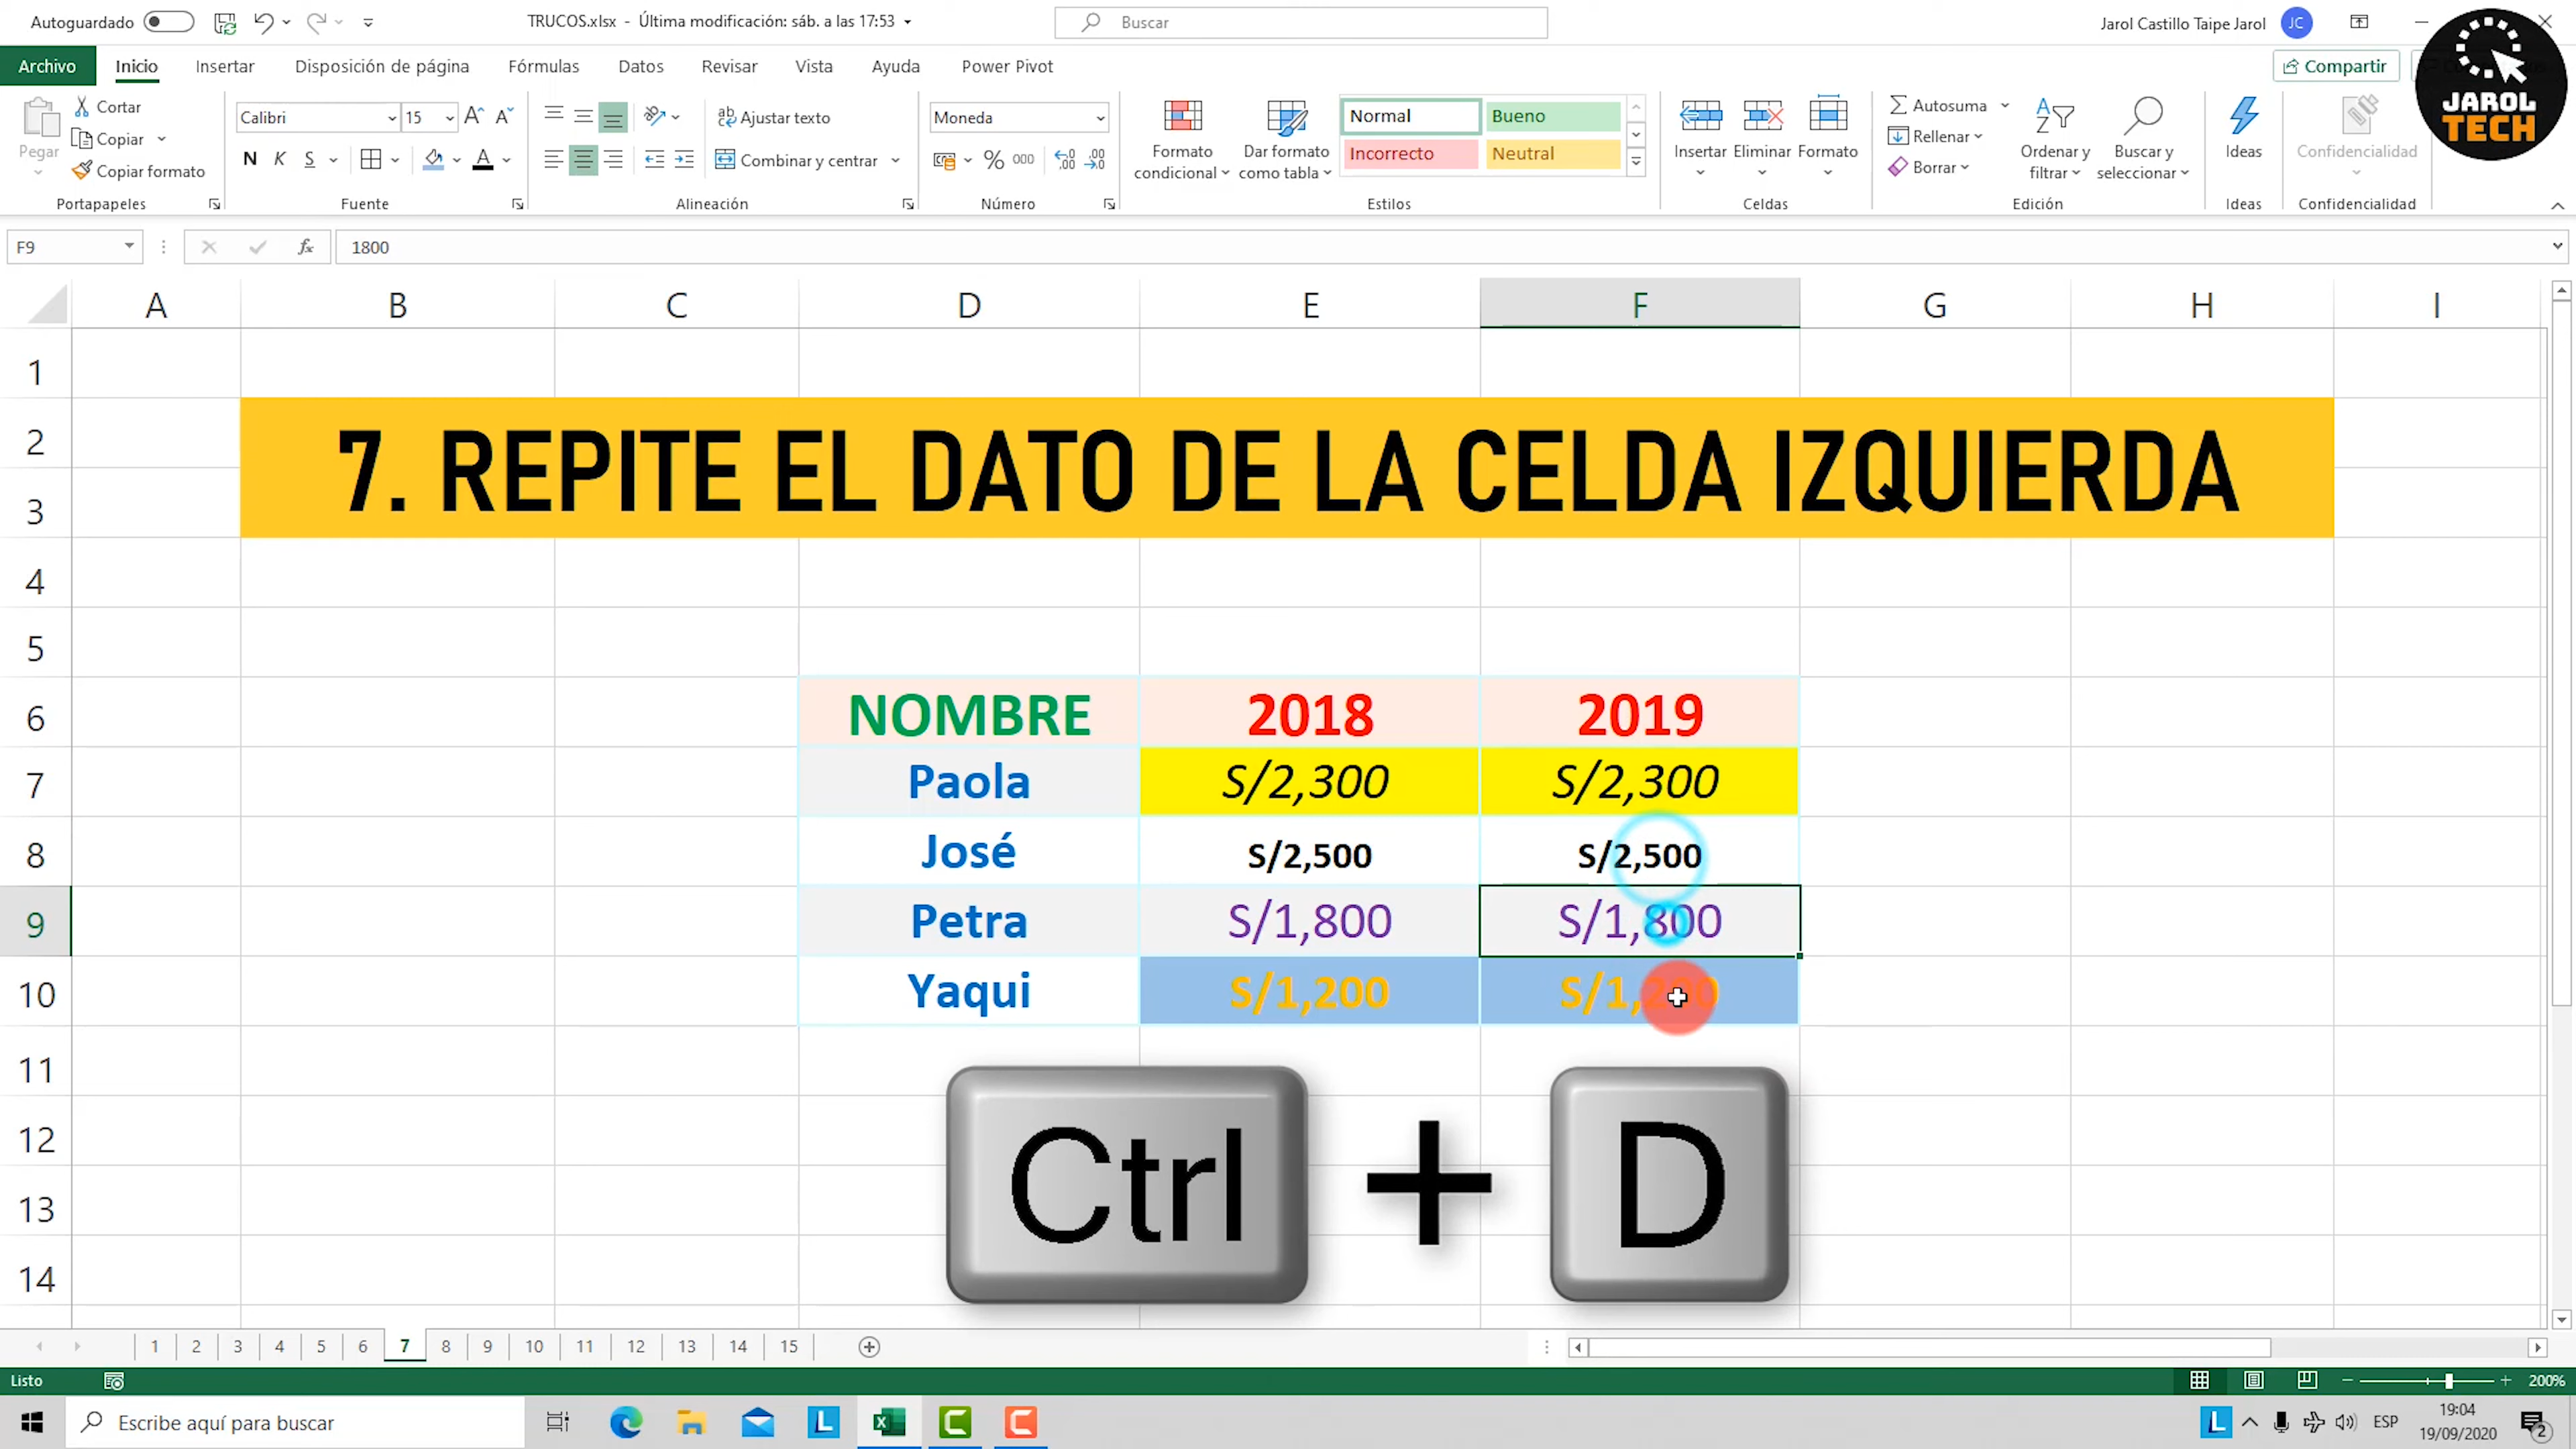 Autoguardado
TRUCOS.xlsx - Última modificación: sáb. a las 17:53
Buscar
Jarol Castillo Taipe Jarol
JC
Archivo Inicio Insertar Disposición de página Fórmulas Datos Revisar Vista Ayuda Power Pivot
Compartir
JAROL
TECH
Pegar
Cortar
Copiar
Copiar formato
Portapapeles
Calibri 15
N K S
Fuente
Ajustar texto
Combinar y centrar
Alineación
Moneda
% 000
Número
Formato condicional
Dar formato como tabla
Normal Bueno
Incorrecto Neutral
Estilos
Insertar Eliminar Formato
Celdas
Autosuma
Rellenar
Borrar
Ordenar y filtrar
Buscar y seleccionar
Edición
Ideas
Ideas
Confidencialidad
Confidencialidad
F9 fx 1800
A B C D E F G H I
1
2
3
7. REPITE EL DATO DE LA CELDA IZQUIERDA
4
5
6 NOMBRE 2018 2019
7 Paola S/2,300 S/2,300
8 José S/2,500 S/2,500
9 Petra S/1,800 S/1,800
10 Yaqui S/1,200 S/1,200
11
12
13
14
Ctrl + D
1 2 3 4 5 6 7 8 9 10 11 12 13 14 15
Listo
200%
Escribe aquí para buscar
ESP
19:04
19/09/2020
2